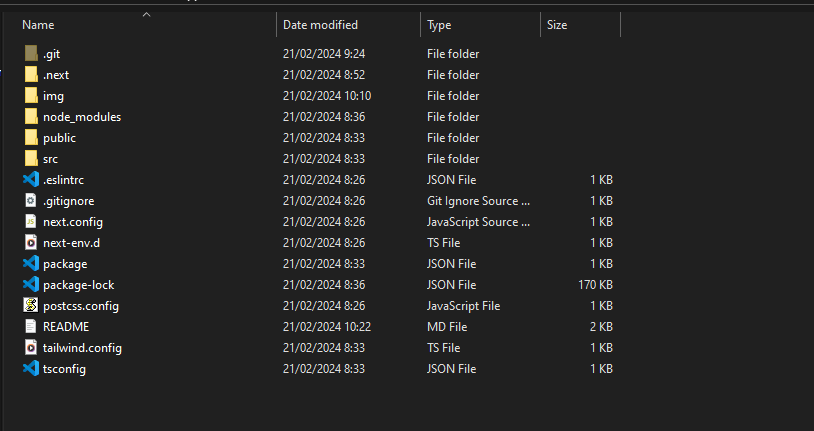 Name Date modified Type Size
.git 21/02/2024 9:24 File folder
.next 21/02/2024 8:52 File folder
img 21/02/2024 10:10 File folder
node_modules 21/02/2024 8:36 File folder
public 21/02/2024 8:33 File folder
src 21/02/2024 8:33 File folder
.eslintrc 21/02/2024 8:26 JSON File 1 KB
.gitignore 21/02/2024 8:26 Git Ignore Source ... 1 KB
next.config 21/02/2024 8:26 JavaScript Source ... 1 KB
next-env.d 21/02/2024 8:26 TS File 1 KB
package 21/02/2024 8:33 JSON File 1 KB
package-lock 21/02/2024 8:36 JSON File 170 KB
postcss.config 21/02/2024 8:26 JavaScript File 1 KB
README 21/02/2024 10:22 MD File 2 KB
tailwind.config 21/02/2024 8:33 TS File 1 KB
tsconfig 21/02/2024 8:33 JSON File 1 KB